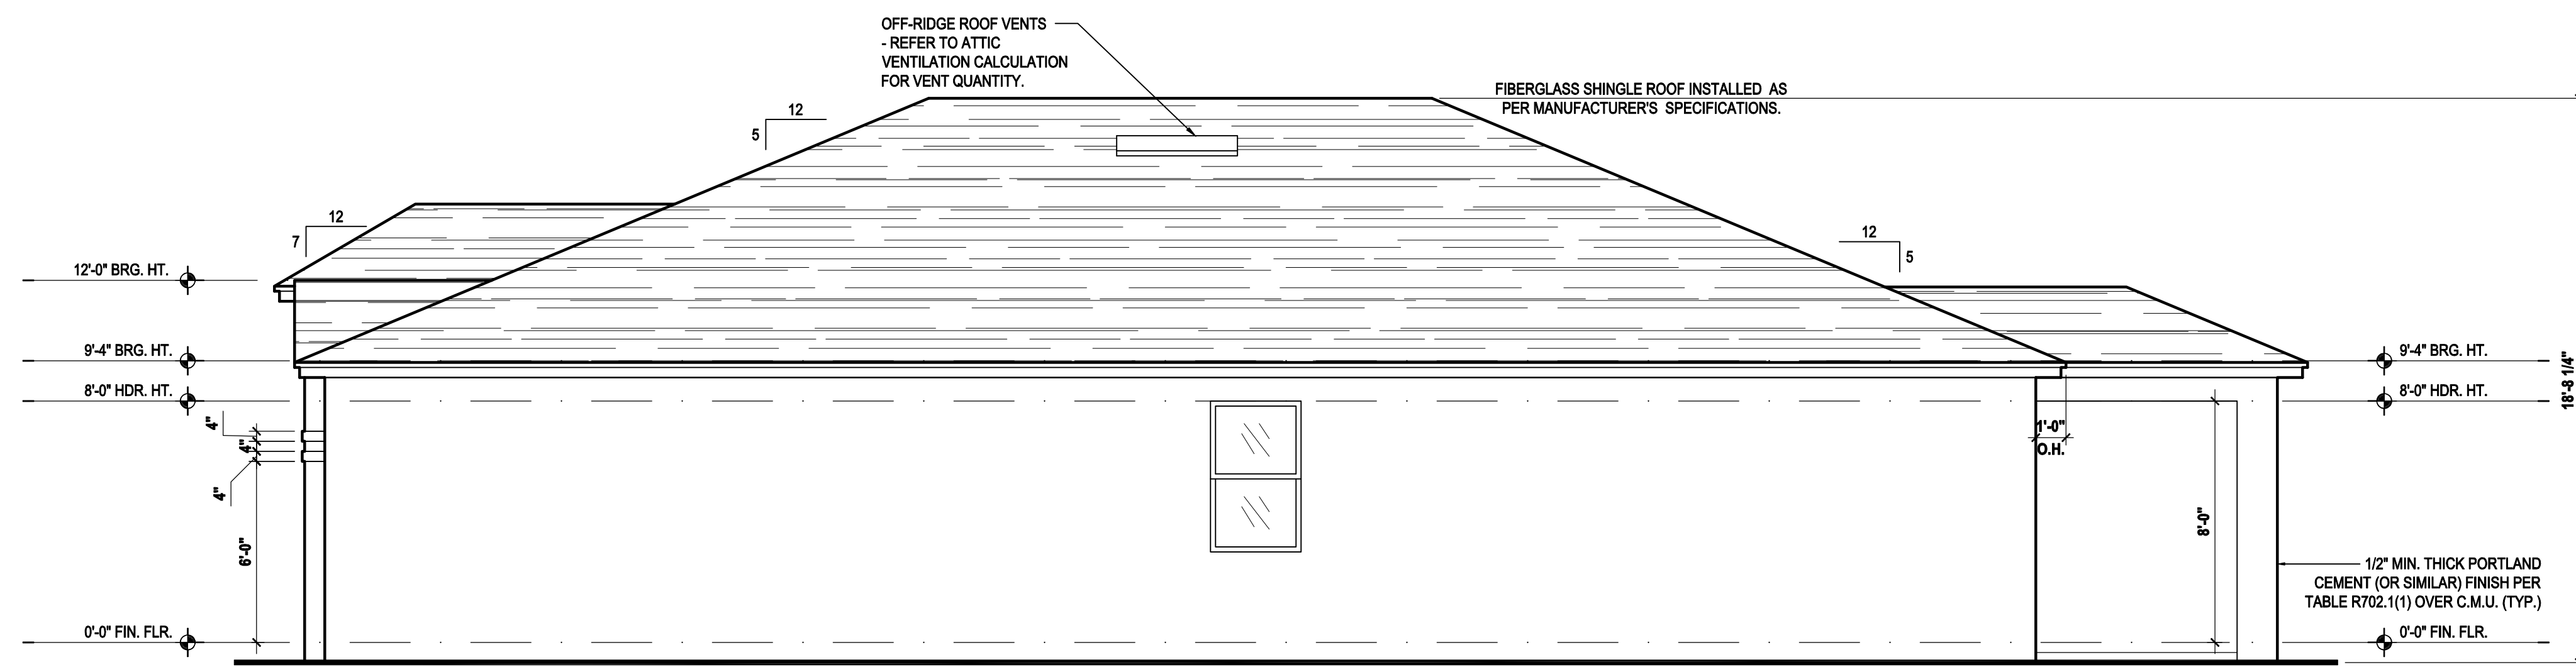 OFF-RIDGE ROOF VENTS
- REFER TO ATTIC
VENTILATION CALCULATION
FOR VENT QUANTITY.
FIBERGLASS SHINGLE ROOF INSTALLED AS
PER MANUFACTURER'S SPECIFICATIONS.
12
5
12
7
12
5
12'-0" BRG. HT.
9'-4" BRG. HT.
8'-0" HDR. HT.
4"
4"
4"
6'-0"
0'-0" FIN. FLR.
1'-0"
O.H.
8'-0"
9'-4" BRG. HT.
8'-0" HDR. HT.
18'-8 1/4"
1/2" MIN. THICK PORTLAND
CEMENT (OR SIMILAR) FINISH PER
TABLE R702.1(1) OVER C.M.U. (TYP.)
0'-0" FIN. FLR.